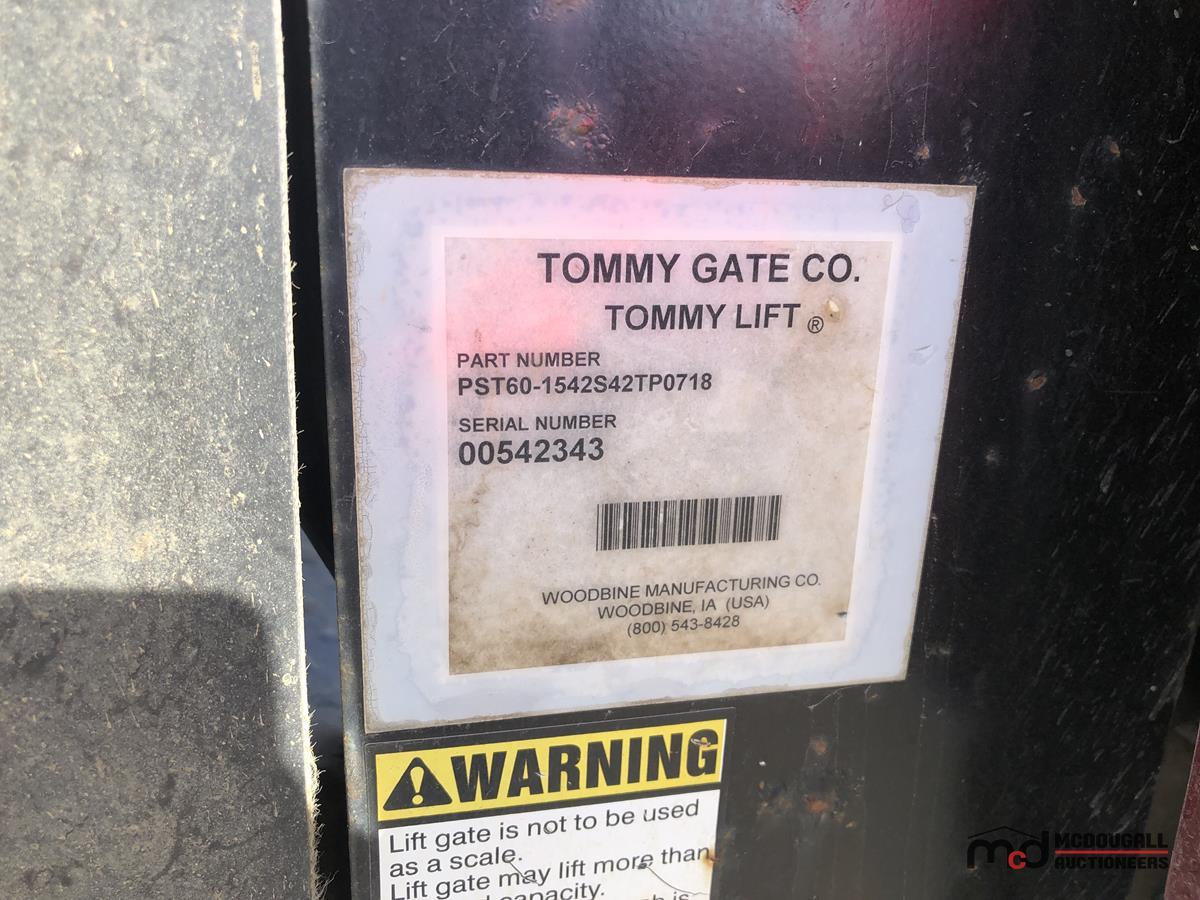 TOMMY GATE CO.
TOMMY LIFT ®
PART NUMBER
PST60-1542S42TP0718
SERIAL NUMBER
00542343
WOODBINE MANUFACTURING CO.
WOODBINE, IA (USA)
(800) 543-8428
WARNING
Lift gate is not to be used
as a scale.
Lift gate may lift more than
capacity.
is
mcd MCDOUGALL
AUCTIONEERS